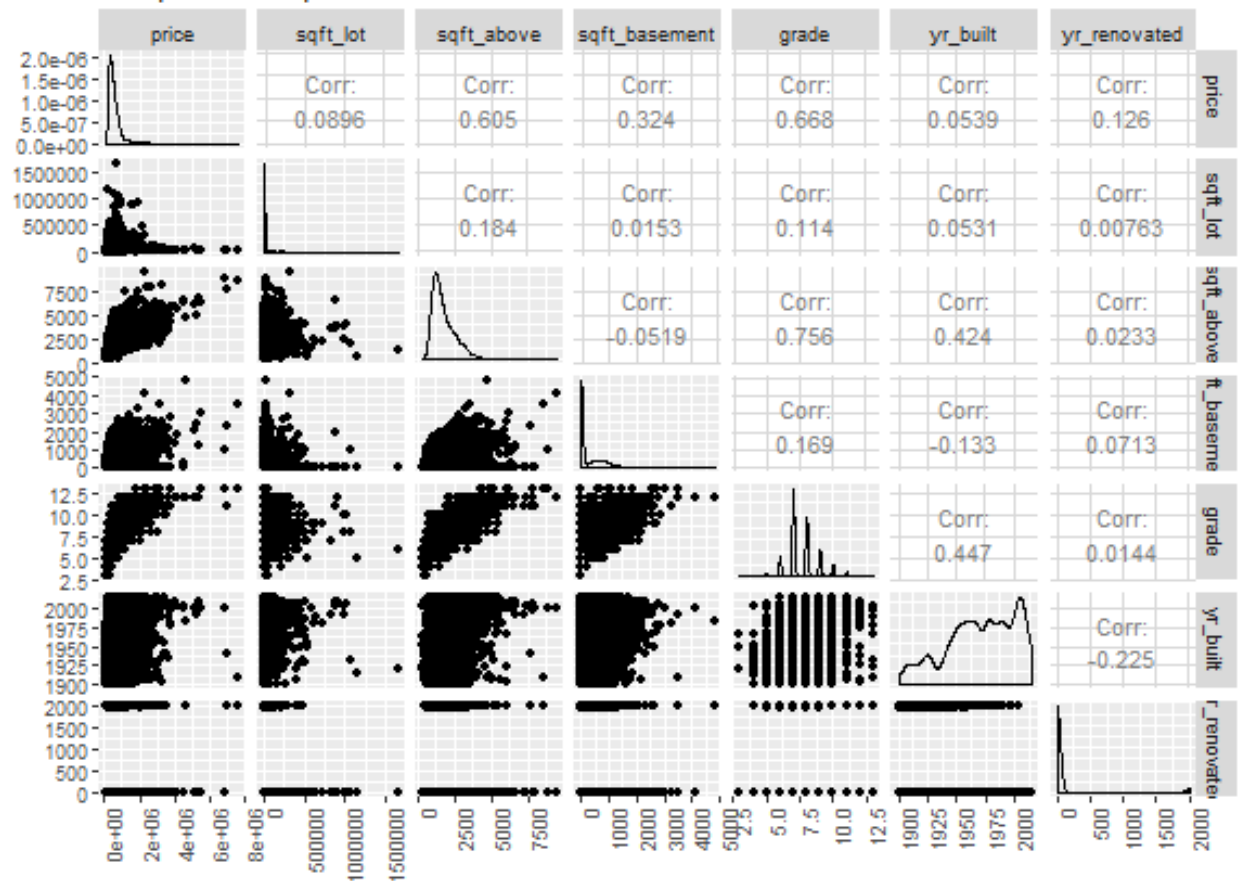 price sqft_lot sqft_above sqft_basement grade yr_built yr_renovated
2.0e-06
1.5e-06
1.0e-06
5.0e-07
0.0e+00
Corr: Corr: Corr: Corr: Corr: Corr:
0.0896 0.605 0.324 0.668 0.0539 0.126
price
1500000
1000000
500000
0
Corr: Corr: Corr: Corr: Corr:
0.184 0.0153 0.114 0.0531 0.00763
sqft_lot
7500
5000
2500
0
Corr: Corr: Corr: Corr:
-0.0519 0.756 0.424 0.0233
sqft_above
5000
4000
3000
2000
1000
0
Corr: Corr: Corr:
0.169 -0.133 0.0713
ft_baseme
12.5
10.0
7.5
5.0
2.5
Corr: Corr:
0.447 0.0144
grade
2000
1975
1950
1925
1900
Corr:
-0.225
yr_built
2000
1500
1000
500
0
r_renovate
0e+00 2e+06 4e+06 6e+06 8e+06 0 500000 1000000 1500000 0 2500 5000 7500 0 1000 2000 3000 4000 5000 2.5 5.0 7.5 10.0 12.5 1900 1925 1950 1975 2000 0 500 1000 1500 2000